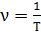 ν = 1/T